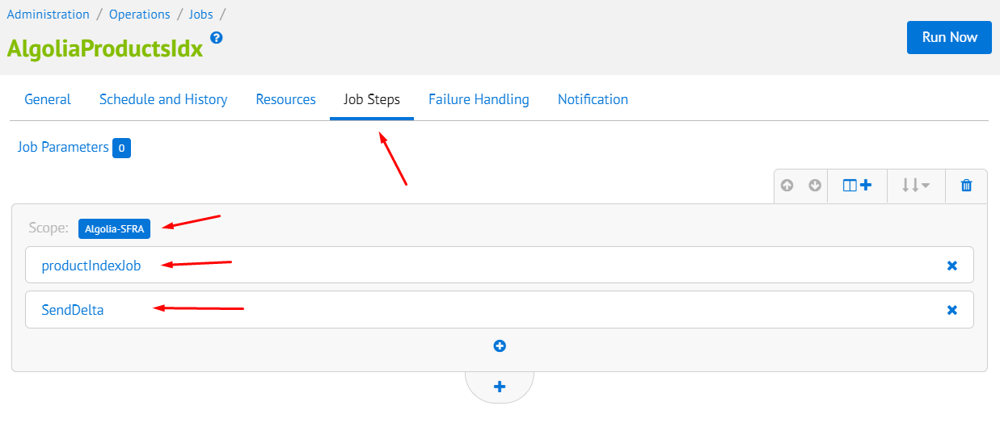 Administration / Operations / Jobs /
AlgoliaProductsIdx ?
Run Now
General Schedule and History Resources Job Steps Failure Handling Notification
Job Parameters 0
Scope: Algolia-SFRA
productIndexJob
SendDelta